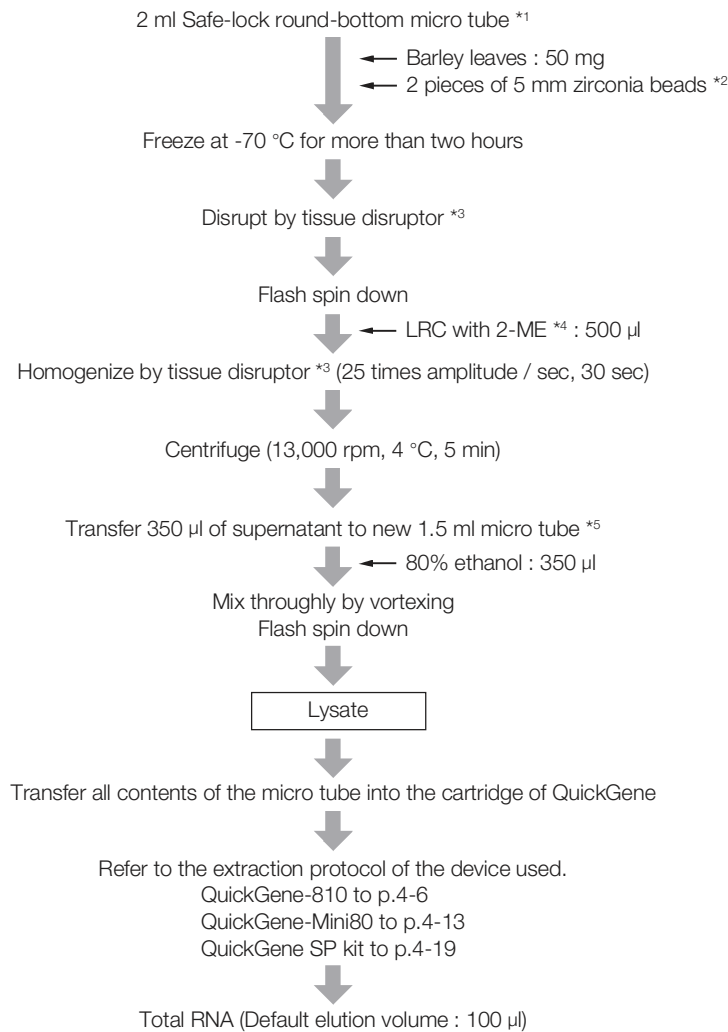 2 ml Safe-lock round-bottom micro tube *1
Barley leaves : 50 mg
2 pieces of 5 mm zirconia beads *2
Freeze at -70 °C for more than two hours
Disrupt by tissue disruptor *3
Flash spin down
LRC with 2-ME *4 : 500 μl
Homogenize by tissue disruptor *3 (25 times amplitude / sec, 30 sec)
Centrifuge (13,000 rpm, 4 °C, 5 min)
Transfer 350 μl of supernatant to new 1.5 ml micro tube *5
80% ethanol : 350 μl
Mix throughly by vortexing
Flash spin down
Lysate
Transfer all contents of the micro tube into the cartridge of QuickGene
Refer to the extraction protocol of the device used.
QuickGene-810 to p.4-6
QuickGene-Mini80 to p.4-13
QuickGene SP kit to p.4-19
Total RNA (Default elution volume : 100 μl)